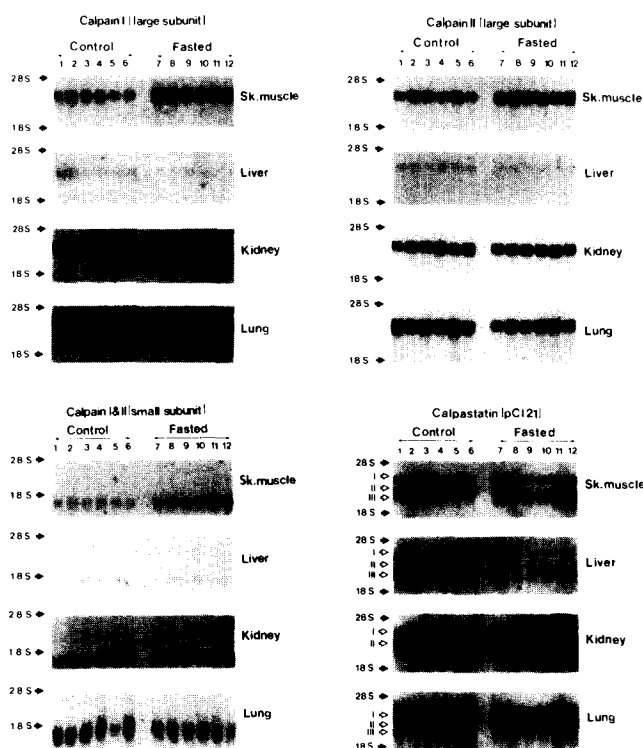 Calpain I [large subunit]
Control Fasted
1 2 3 4 5 6 7 8 9 10 11 12
28S
Sk.muscle
18S
28S
Liver
18S
28S
Kidney
18S
28S
Lung
18S
Calpain II [large subunit]
Control Fasted
1 2 3 4 5 6 7 8 9 10 11 12
28S
Sk.muscle
18S
28S
Liver
18S
28S
Kidney
18S
28S
Lung
18S
Calpain I&II [small subunit]
Control Fasted
1 2 3 4 5 6 7 8 9 10 11 12
28S
Sk.muscle
18S
28S
Liver
18S
28S
Kidney
18S
28S
Lung
18S
Calpastatin [pCl 21]
Control Fasted
1 2 3 4 5 6 7 8 9 10 11 12
28S
I
Sk.muscle
II
III
18S
28S
I
Liver
II
III
18S
28S
I
Kidney
II
18S
28S
I
Lung
II
III
18S